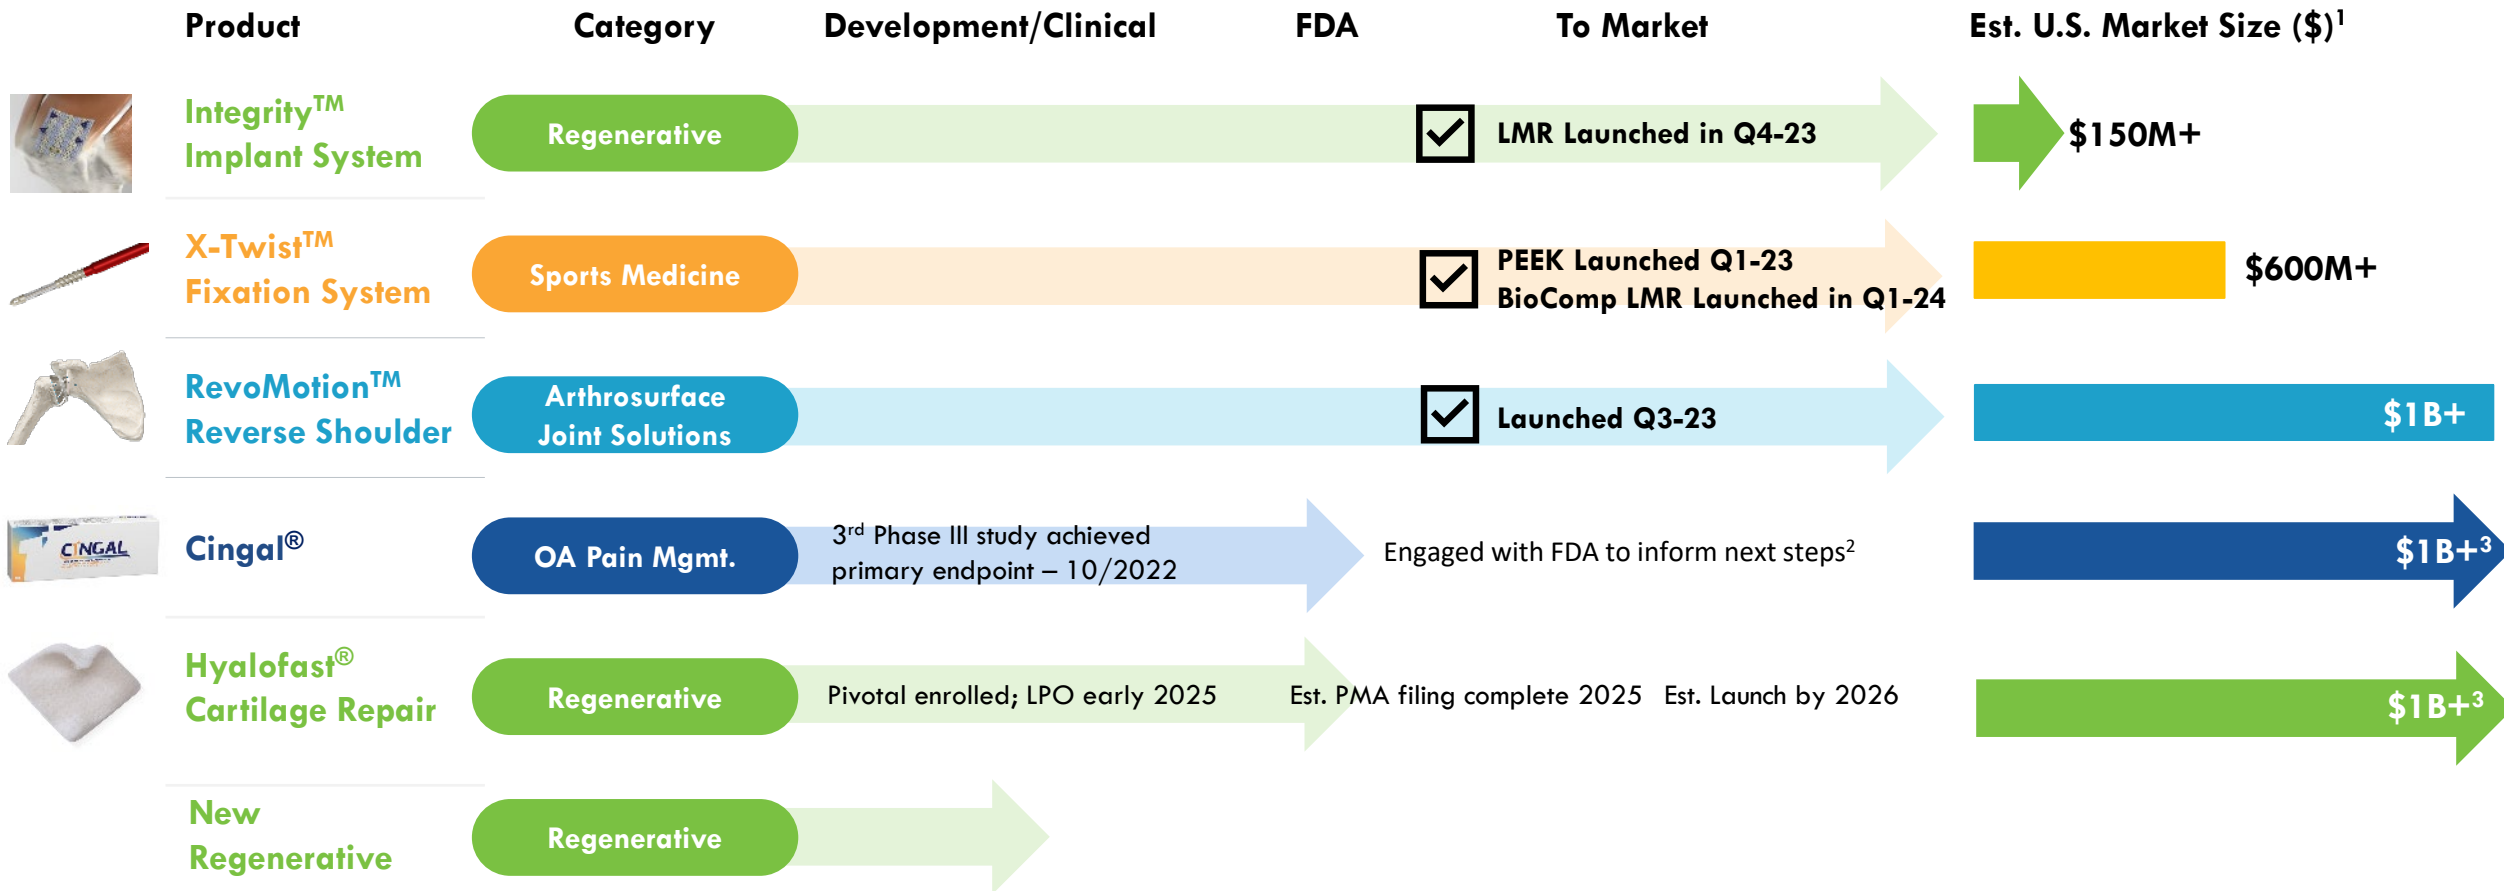 Product Category Development/Clinical FDA To Market Est. U.S. Market Size ($)¹
Integrity™
Implant System
Regenerative
LMR Launched in Q4-23
$150M+
X-Twist™
Fixation System
Sports Medicine
PEEK Launched Q1-23
BioComp LMR Launched in Q1-24
$600M+
RevoMotion™
Reverse Shoulder
Arthrosurface
Joint Solutions
Launched Q3-23
$1B+
CINGAL
Cingal®
OA Pain Mgmt.
3rd Phase III study achieved
primary endpoint – 10/2022
Engaged with FDA to inform next steps²
$1B+³
Hyalofast®
Cartilage Repair
Regenerative
Pivotal enrolled; LPO early 2025
Est. PMA filing complete 2025
Est. Launch by 2026
$1B+³
New
Regenerative
Regenerative